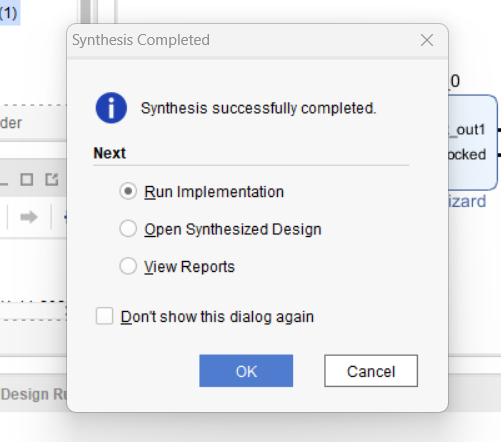 (1)
Synthesis Completed
_0
Synthesis successfully completed.
der
_out1
Next
ocked
Run Implementation
izard
Open Synthesized Design
View Reports
Don't show this dialog again
OK
Cancel
Design Ru